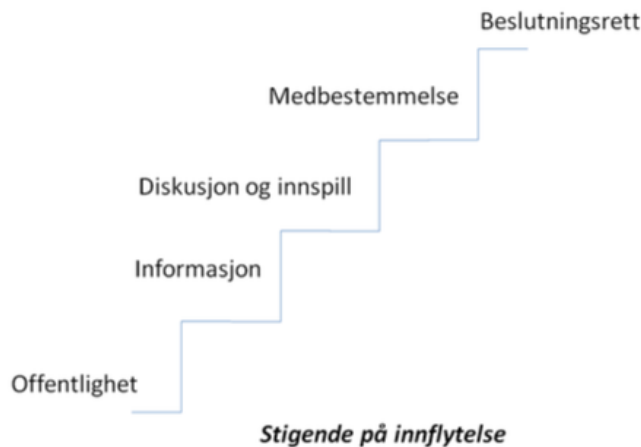 Beslutningsrett
Medbestemmelse
Diskusjon og innspill
Informasjon
Offentlighet
Stigende på innflytelse